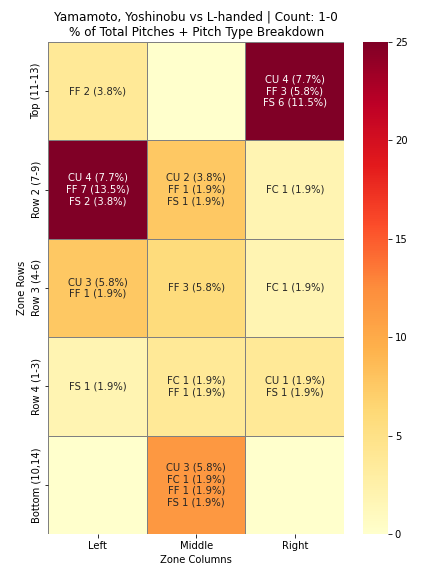 Yamamoto, Yoshinobu vs L-handed | Count: 1-0
% of Total Pitches + Pitch Type Breakdown
Zone Rows
Top (11-13)
FF 2 (3.8%)
CU 4 (7.7%)
FF 3 (5.8%)
FS 6 (11.5%)
Row 2 (7-9)
CU 4 (7.7%)
FF 7 (13.5%)
FS 2 (3.8%)
CU 2 (3.8%)
FF 1 (1.9%)
FS 1 (1.9%)
FC 1 (1.9%)
Row 3 (4-6)
CU 3 (5.8%)
FF 1 (1.9%)
FF 3 (5.8%)
FC 1 (1.9%)
Row 4 (1-3)
FS 1 (1.9%)
FC 1 (1.9%)
FF 1 (1.9%)
CU 1 (1.9%)
FS 1 (1.9%)
Bottom (10,14)
CU 3 (5.8%)
FC 1 (1.9%)
FF 1 (1.9%)
FS 1 (1.9%)
Left
Middle
Right
Zone Columns
25
20
15
10
5
0